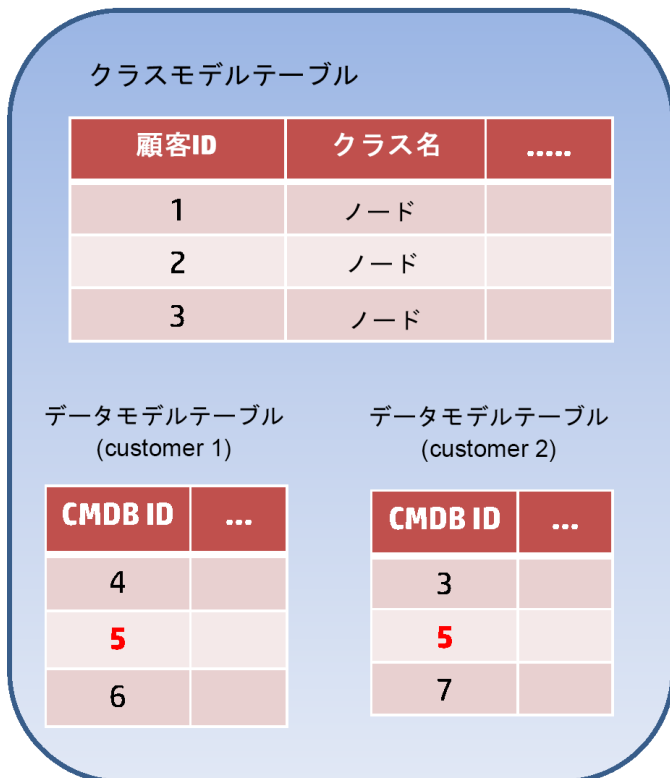 クラスモデルテーブル
顧客ID クラス名 .....
1 ノード
2 ノード
3 ノード
データモデルテーブル
(customer 1)
CMDB ID ...
4
5
6
データモデルテーブル
(customer 2)
CMDB ID ...
3
5
7